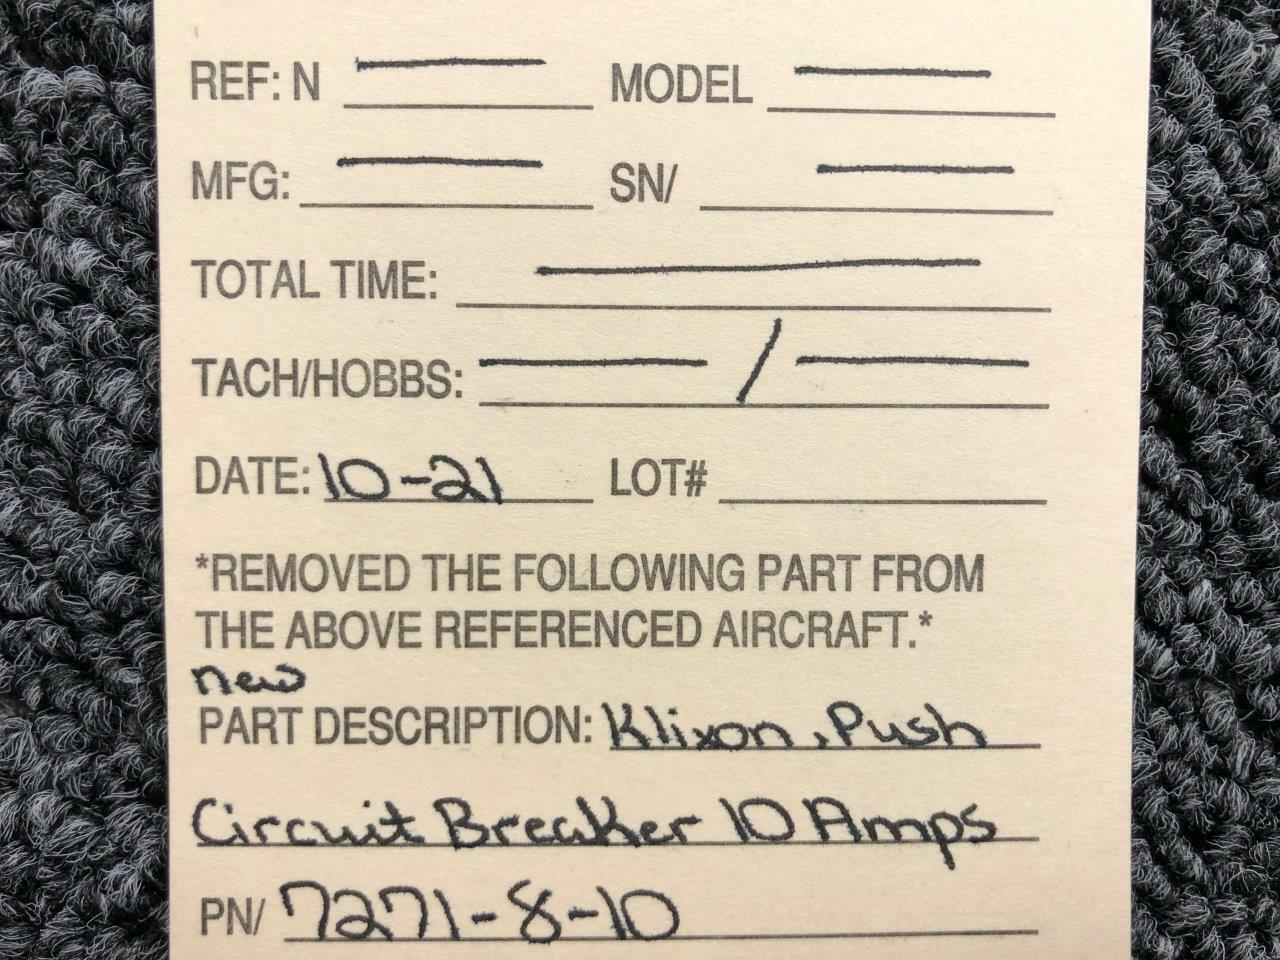 REF: N — MODEL —
MFG: — SN/ —
TOTAL TIME: —
TACH/HOBBS: — / —
DATE: 10-21 LOT#
*REMOVED THE FOLLOWING PART FROM
THE ABOVE REFERENCED AIRCRAFT.*
new
PART DESCRIPTION: Klixon, Push
Circuit Breaker 10 Amps
PN/ 7271-8-10